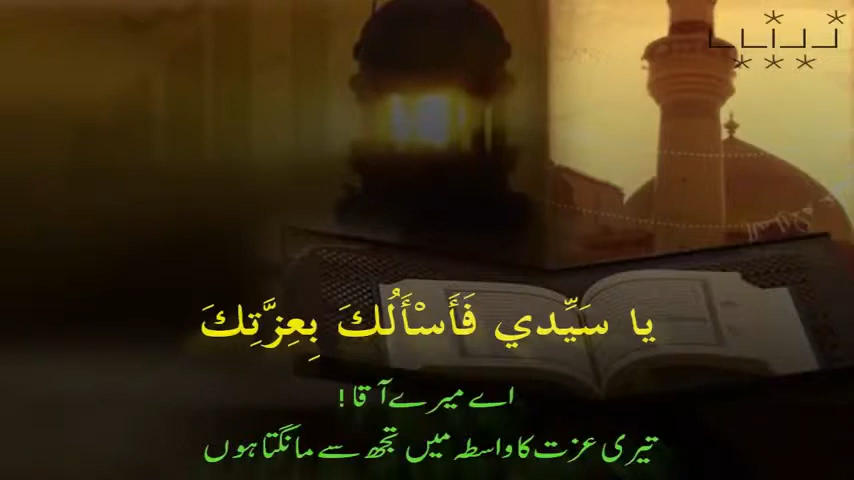 يا سَيِّدي فَأَسْأَلُكَ بِعِزَّتِكَ
اے میرے آقا!
تیری عزت کا واسطہ میں تجھ سے مانگتا ہوں